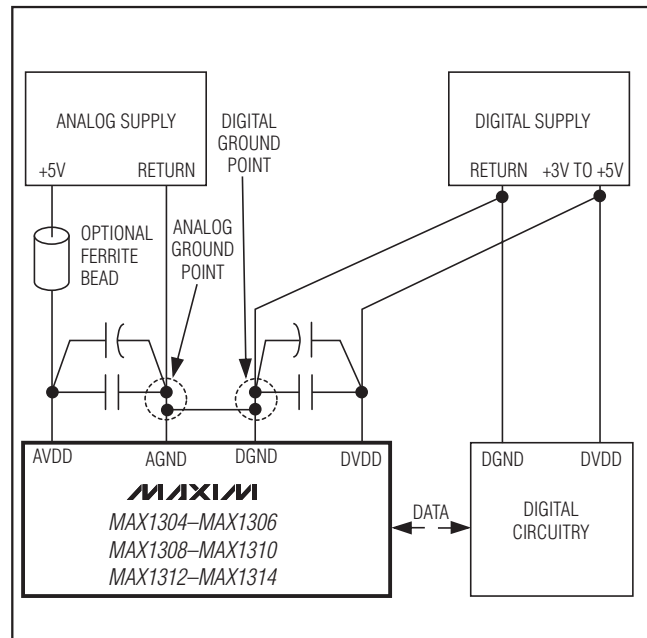 ANALOG SUPPLY
+5V RETURN
DIGITAL
GROUND
POINT
DIGITAL SUPPLY
RETURN +3V TO +5V
OPTIONAL
FERRITE
BEAD
ANALOG
GROUND
POINT
AVDD AGND DGND DVDD
MAXIM
MAX1304–MAX1306
MAX1308–MAX1310
MAX1312–MAX1314
DATA
DGND DVDD
DIGITAL
CIRCUITRY